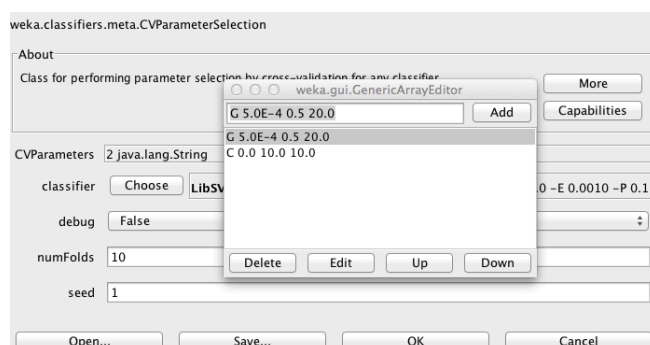 weka.classifiers.meta.CVParameterSelection
About
Class for performing parameter selection by cross-validation for any classifier
More
Capabilities
weka.gui.GenericArrayEditor
G 5.0E-4 0.5 20.0
Add
G 5.0E-4 0.5 20.0
C 0.0 10.0 10.0
Delete Edit Up Down
CVParameters 2 java.lang.String
classifier Choose LibSV .0 -E 0.0010 -P 0.1
debug False
numFolds 10
seed 1
Open... Save... OK Cancel